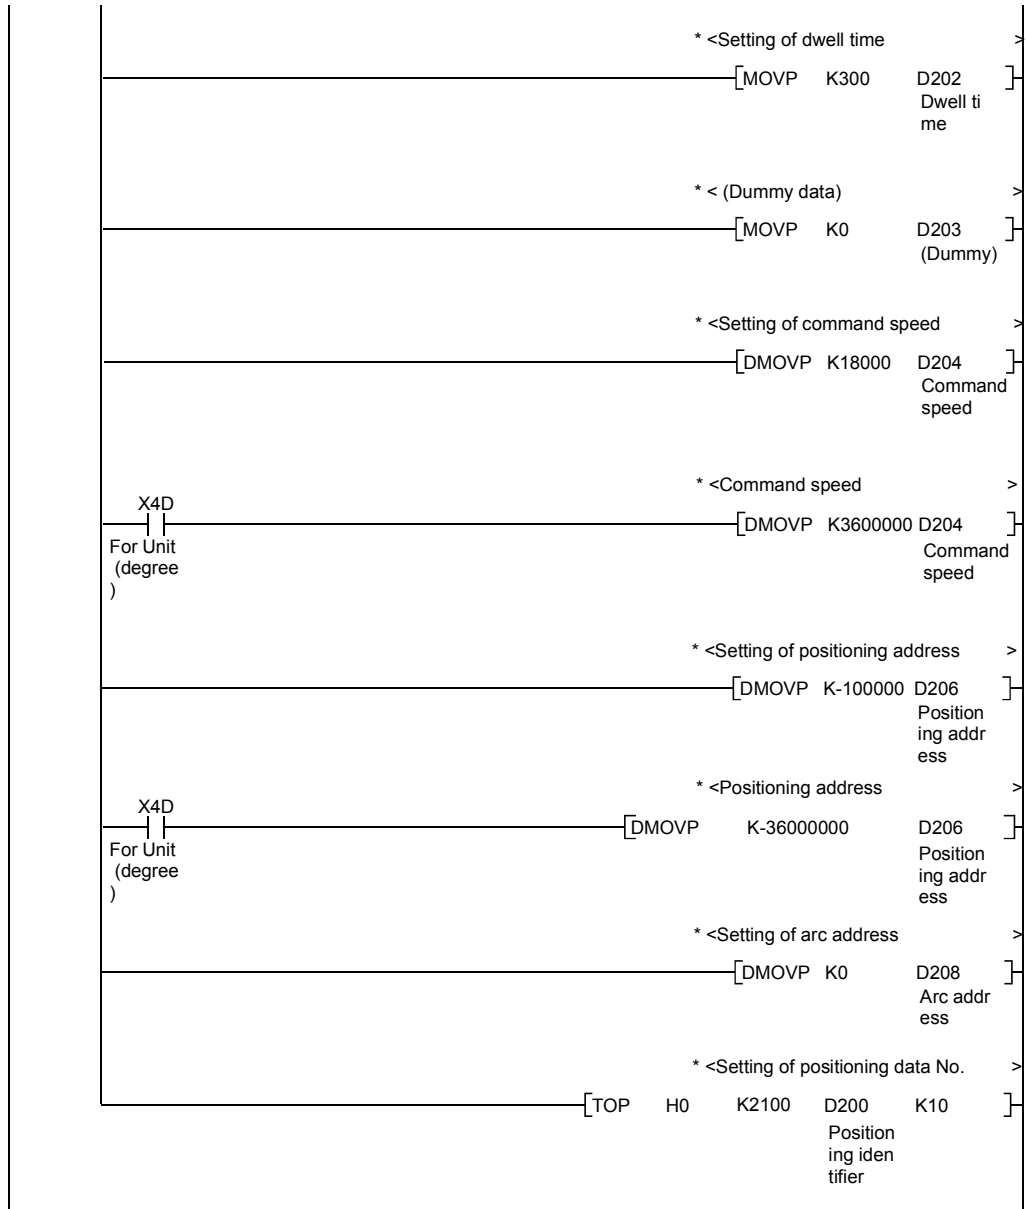 * <Setting of dwell time >
MOVP K300 D202
Dwell ti
me
* < (Dummy data) >
MOVP K0 D203
(Dummy)
* <Setting of command speed >
DMOVP K18000 D204
Command
speed
* <Command speed >
X4D
DMOVP K3600000 D204
For Unit
(degree
)
Command
speed
* <Setting of positioning address >
DMOVP K-100000 D206
Position
ing addr
ess
* <Positioning address >
X4D
DMOVP K-36000000 D206
For Unit
(degree
)
Position
ing addr
ess
* <Setting of arc address >
DMOVP K0 D208
Arc addr
ess
* <Setting of positioning data No. >
TOP H0 K2100 D200 K10
Position
ing iden
tifier